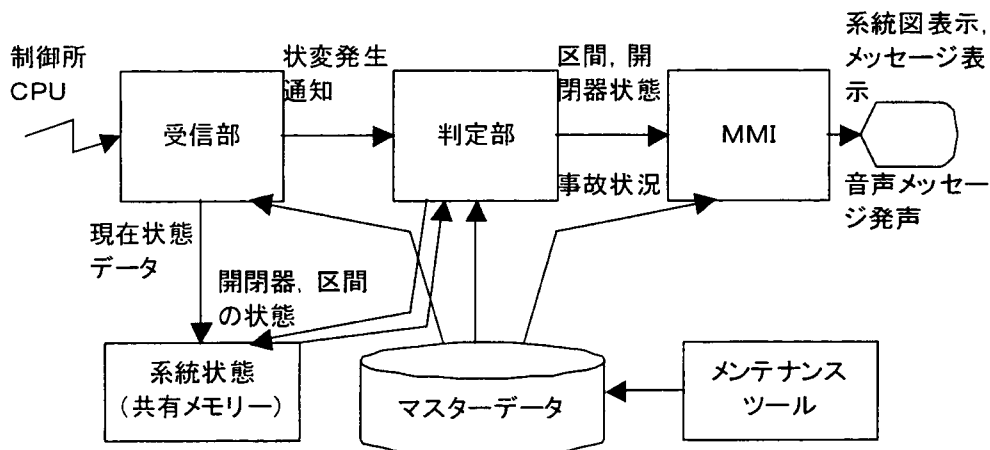 制御所
CPU
受信部
状変発生
通知
判定部
区間, 開
閉器状態
事故状況
MMI
系統図表示,
メッセージ表
示
音声メッセー
ジ発声
現在状態
データ
開閉器, 区間
の状態
系統状態
（共有メモリー）
マスターデータ
メンテナンス
ツール